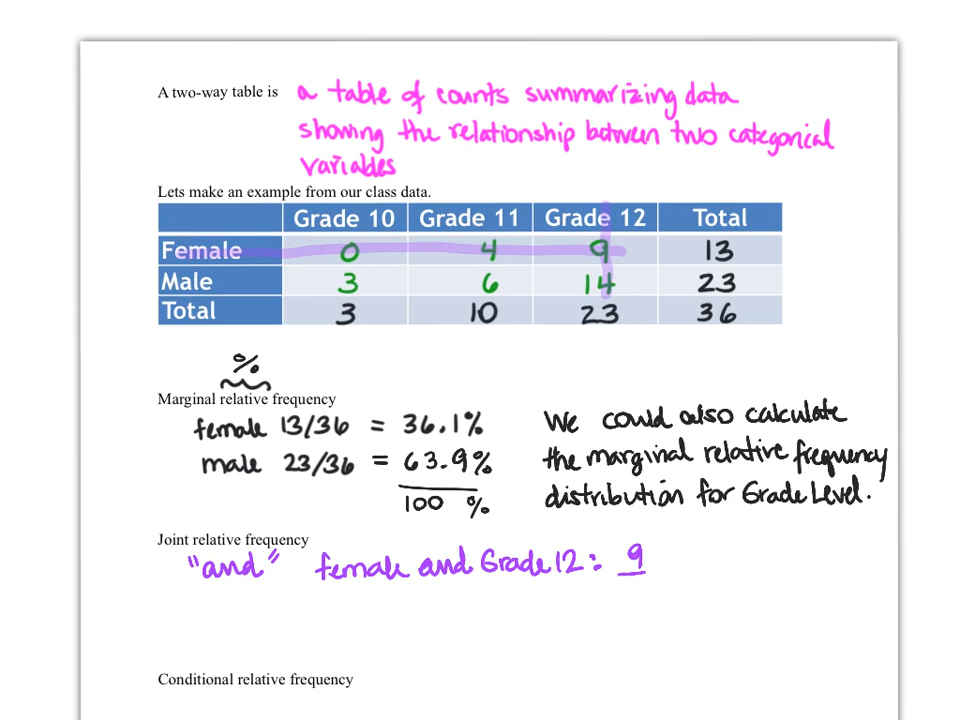 A two-way table is a table of counts summarizing data
showing the relationship between two categorical
variables
Lets make an example from our class data.
Grade 10 Grade 11 Grade 12 Total
Female 0 4 9 13
Male 3 6 14 23
Total 3 10 23 36
%
Marginal relative frequency
female 13/36 = 36.1%
male 23/36 = 63.9%
100 %
We could also calculate
the marginal relative frequency
distribution for Grade Level.
Joint relative frequency
"and" female and Grade 12: 9
Conditional relative frequency